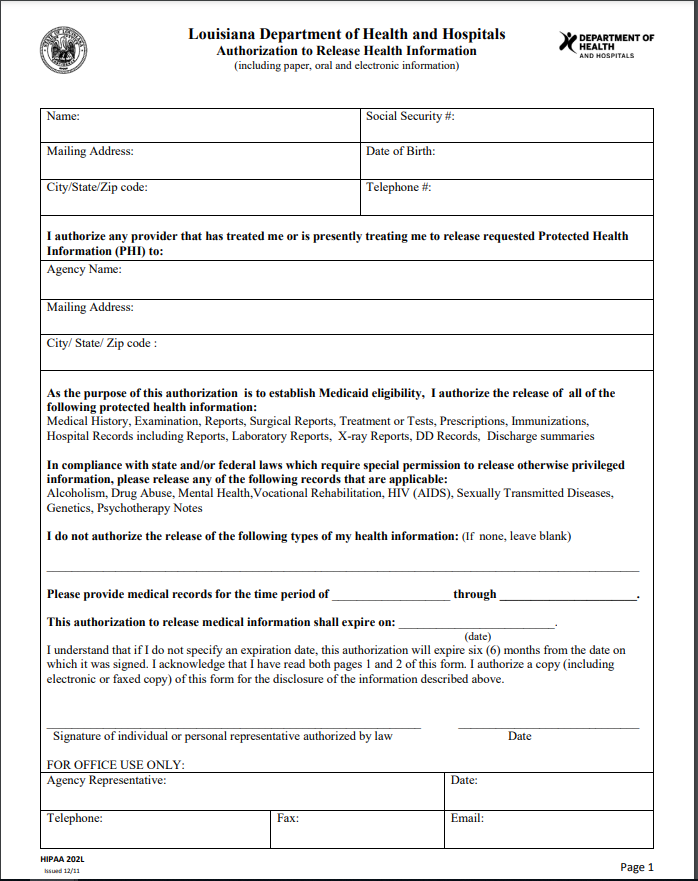 Louisiana Department of Health and Hospitals
Authorization to Release Health Information
(including paper, oral and electronic information)
DEPARTMENT OF
HEALTH
AND HOSPITALS
Name:
Social Security #:
Mailing Address:
Date of Birth:
City/State/Zip code:
Telephone #:
I authorize any provider that has treated me or is presently treating me to release requested Protected Health
Information (PHI) to:
Agency Name:
Mailing Address:
City/ State/ Zip code :
As the purpose of this authorization  is to establish Medicaid eligibility,  I authorize the release of  all of the
following protected health information:
Medical History, Examination, Reports, Surgical Reports, Treatment or Tests, Prescriptions, Immunizations,
Hospital Records including Reports, Laboratory Reports,  X-ray Reports, DD Records,  Discharge summaries
In compliance with state and/or federal laws which require special permission to release otherwise privileged
information, please release any of the following records that are applicable:
Alcoholism, Drug Abuse, Mental Health,Vocational Rehabilitation, HIV (AIDS), Sexually Transmitted Diseases,
Genetics, Psychotherapy Notes
I do not authorize the release of the following types of my health information: (If  none, leave blank)
Please provide medical records for the time period of ___________________ through ______________________.
This authorization to release medical information shall expire on: _________________________.
(date)
I understand that if I do not specify an expiration date, this authorization will expire six (6) months from the date on
which it was signed. I acknowledge that I have read both pages 1 and 2 of this form. I authorize a copy (including
electronic or faxed copy) of this form for the disclosure of the information described above.
Signature of individual or personal representative authorized by law
Date
FOR OFFICE USE ONLY:
Agency Representative:
Date:
Telephone:
Fax:
Email:
HIPAA 202L
Issued 12/11
Page 1